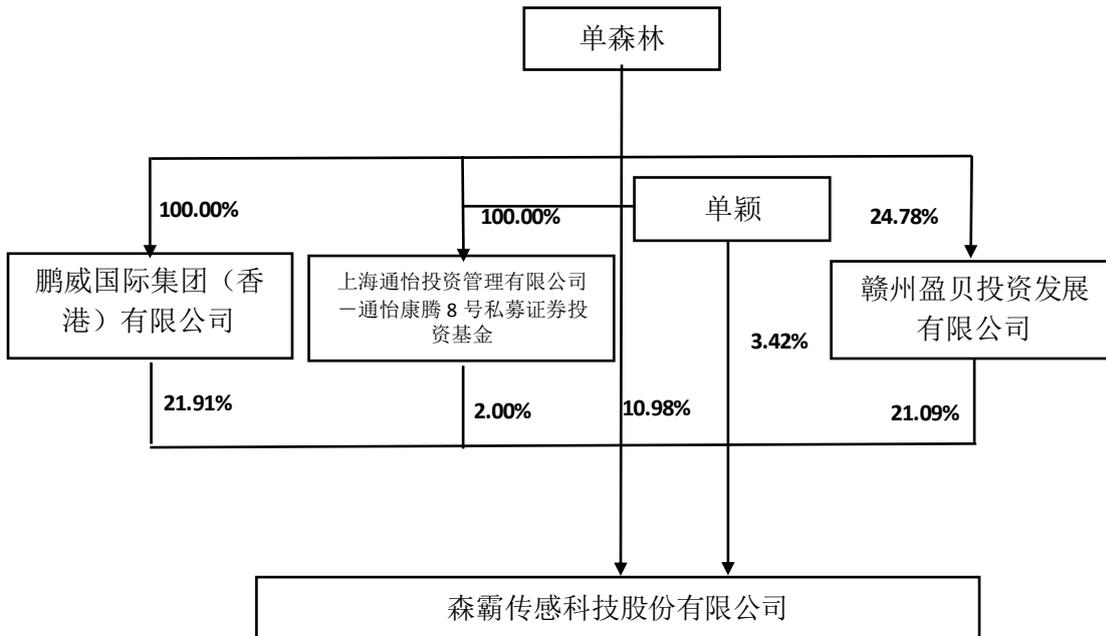 单森林
100.00%
100.00%
单颖
24.78%
鹏威国际集团（香
港）有限公司
上海通怡投资管理有限公司
－通怡康腾 8 号私募证券投
资基金
赣州盈贝投资发展
有限公司
3.42%
21.91%
2.00%
10.98%
21.09%
森霸传感科技股份有限公司